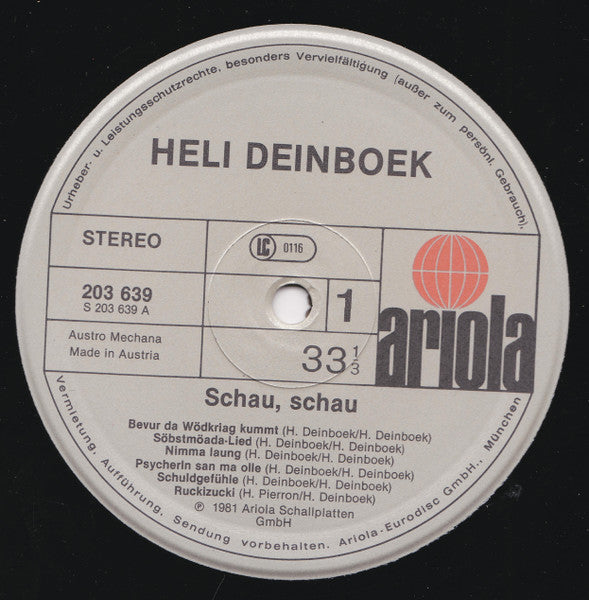 Urheber- u. Leistungsschutzrechte, besonders Vervielfältigung (außer zum persönl. Gebrauch),
HELI DEINBOEK
STEREO
LC 0116
203 639
S 203 639 A
1
Austro Mechana
Made in Austria
33 1/3
ariola
Schau, schau
Bevur da Wödkriag kummt (H. Deinboek/H. Deinboek)
Söbstmöada-Lied (H. Deinboek/H. Deinboek)
Nimma laung (H. Deinboek/H. Deinboek)
Psycherln san ma olle (H. Deinboek/H. Deinboek)
Schuldgefühle (H. Deinboek/H. Deinboek)
Ruckizucki (H. Pierron/H. Deinboek)
℗ 1981 Ariola Schallplatten
GmbH
Vermietung, Aufführung, Sendung vorbehalten. Ariola-Eurodisc GmbH., München